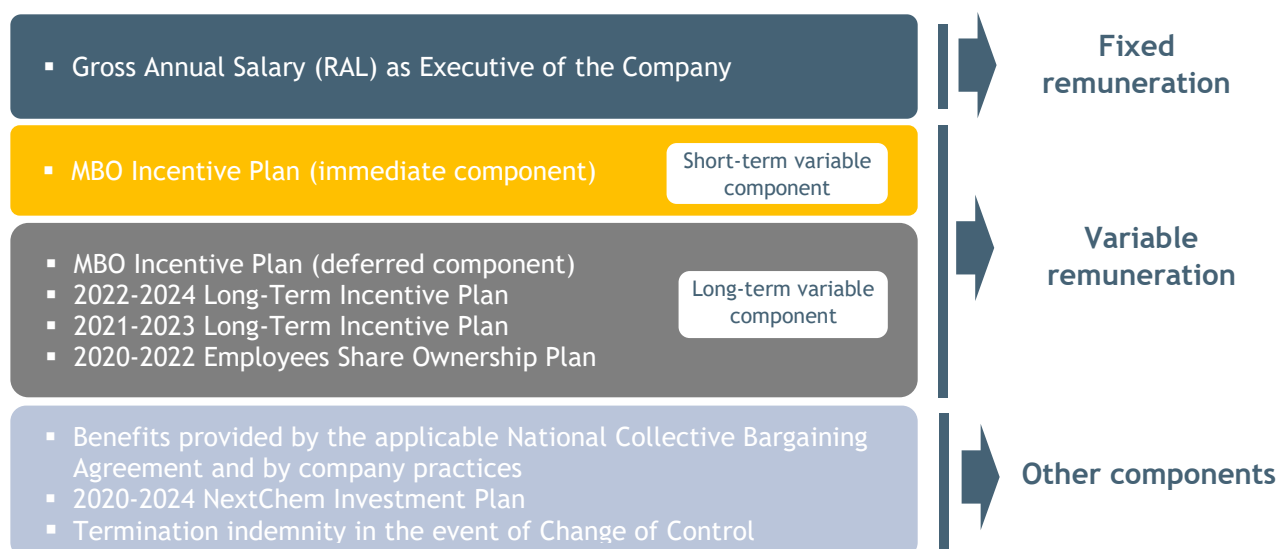 ▪ Gross Annual Salary (RAL) as Executive of the Company
Fixed
remuneration
▪ MBO Incentive Plan (immediate component)
Short-term variable
component
▪ MBO Incentive Plan (deferred component)
▪ 2022-2024 Long-Term Incentive Plan
▪ 2021-2023 Long-Term Incentive Plan
▪ 2020-2022 Employees Share Ownership Plan
Long-term variable
component
Variable
remuneration
▪ Benefits provided by the applicable National Collective Bargaining
Agreement and by company practices
▪ 2020-2024 NextChem Investment Plan
▪ Termination indemnity in the event of Change of Control
Other components